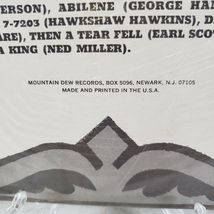 ERSON), ABILENE (GEORGE HA
7-7203 (HAWKSHAW HAWKINS), D
ARE), THEN A TEAR FELL (EARL SCOT
A KING (NED MILLER).
MOUNTAIN DEW RECORDS, BOX 5096, NEWARK, N.J. 07105
MADE AND PRINTED IN THE U.S.A.